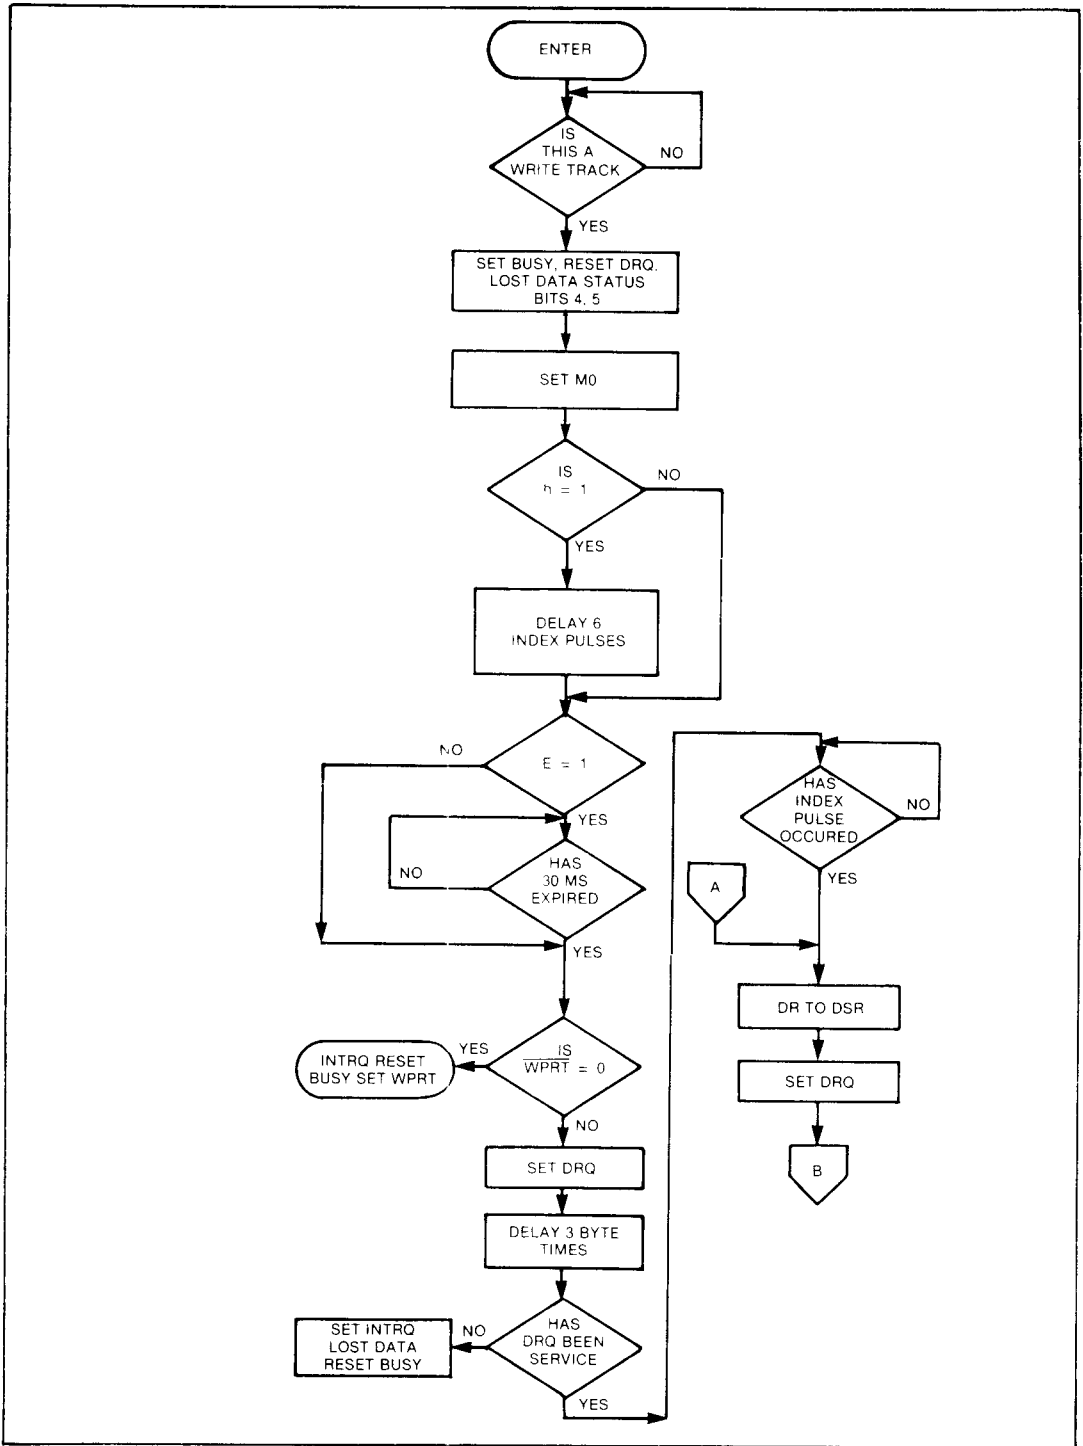 ENTER
IS
THIS A
WRITE TRACK
NO
YES
SET BUSY, RESET DRQ.
LOST DATA STATUS
BITS 4, 5
SET M0
IS
h = 1
NO
YES
DELAY 6
INDEX PULSES
E = 1
NO
YES
HAS
30 MS
EXPIRED
NO
YES
IS
WPRT = 0
YES
INTRQ RESET
BUSY SET WPRT
NO
SET DRQ
DELAY 3 BYTE
TIMES
HAS
DRQ BEEN
SERVICE
NO
SET INTRQ
LOST DATA
RESET BUSY
YES
HAS
INDEX
PULSE
OCCURED
NO
YES
A
DR TO DSR
SET DRQ
B